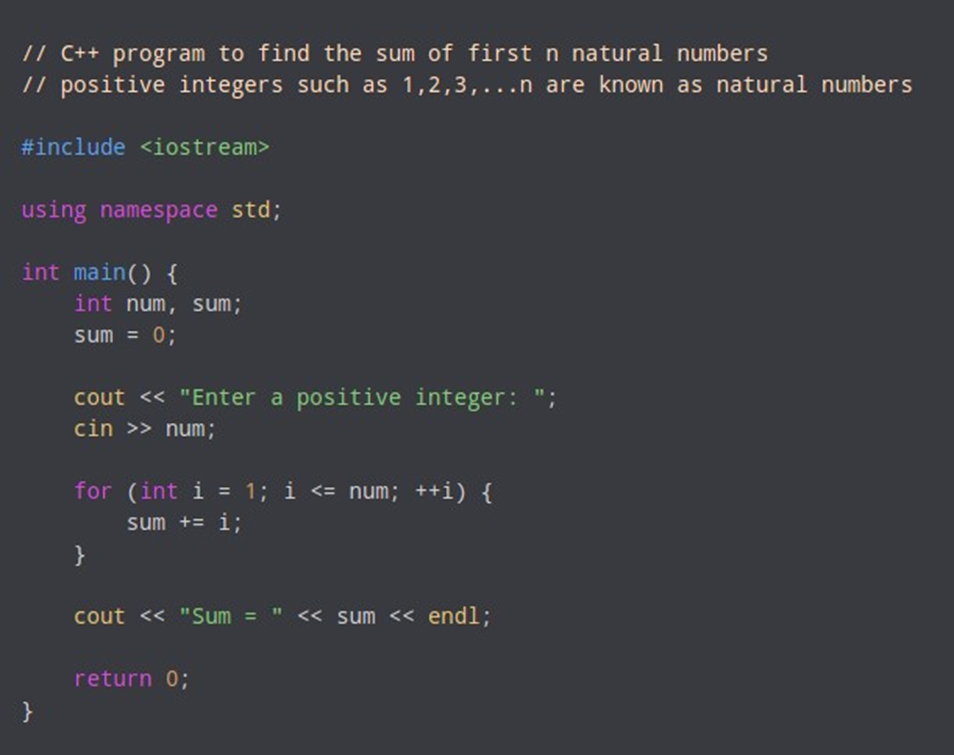 // C++ program to find the sum of first n natural numbers
// positive integers such as 1,2,3,...n are known as natural numbers
#include <iostream>
using namespace std;
int main() {
    int num, sum;
    sum = 0;
    cout << "Enter a positive integer: ";
    cin >> num;
    for (int i = 1; i <= num; ++i) {
        sum += i;
    }
    cout << "Sum = " << sum << endl;
    return 0;
}